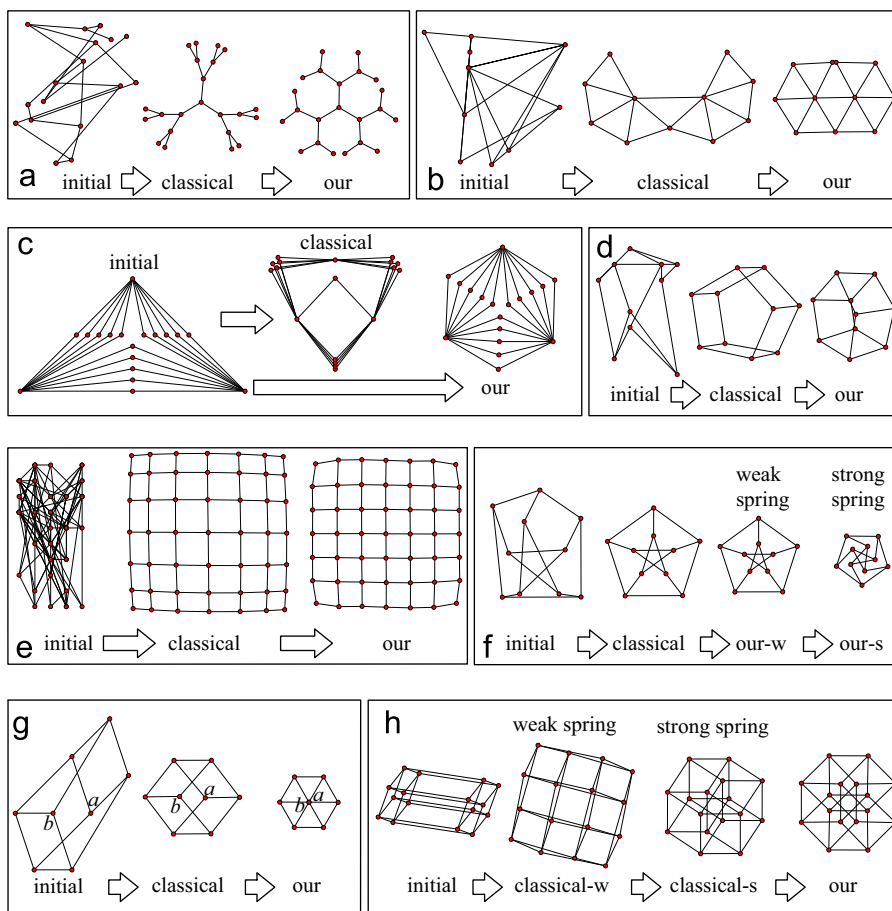 a
initial classical our
b
initial classical our
c
initial
classical
our
d
initial classical our
e
initial classical our
f
weak spring
strong spring
initial classical our-w our-s
g
b a
b a
b a
initial classical our
h
weak spring strong spring
initial classical-w classical-s our